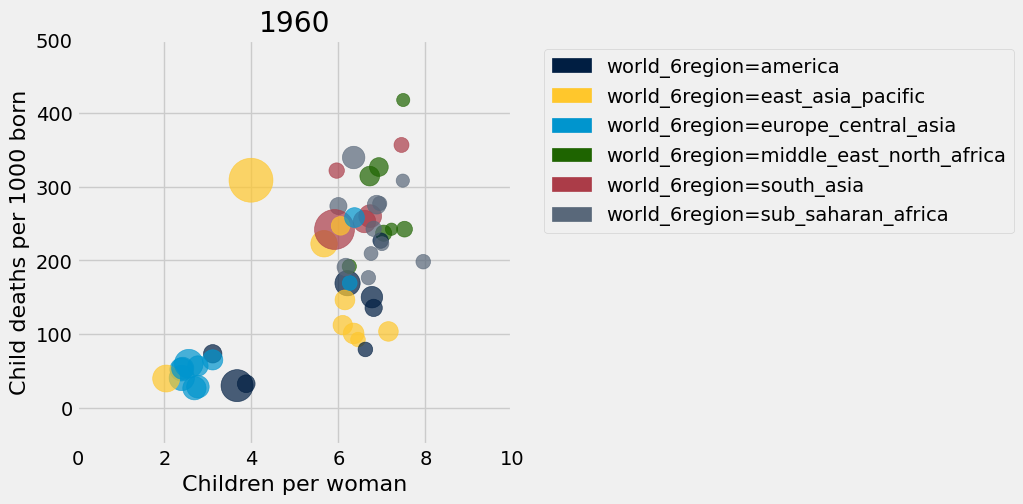 1960
500
400
300
200
100
0
Child deaths per 1000 born
0 2 4 6 8 10
Children per woman
world_6region=america
world_6region=east_asia_pacific
world_6region=europe_central_asia
world_6region=middle_east_north_africa
world_6region=south_asia
world_6region=sub_saharan_africa